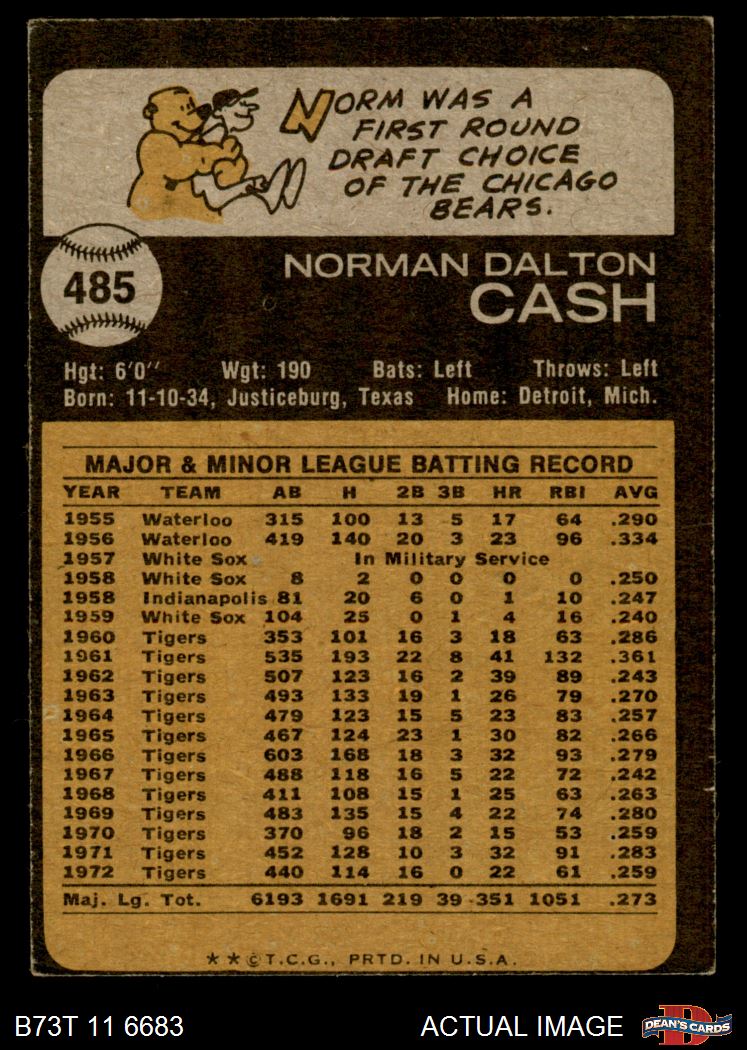 NORM WAS A
FIRST ROUND
DRAFT CHOICE
OF THE CHICAGO
BEARS.
485
NORMAN DALTON
CASH
Hgt: 6'0" Wgt: 190 Bats: Left Throws: Left
Born: 11-10-34, Justiceburg, Texas Home: Detroit, Mich.
MAJOR & MINOR LEAGUE BATTING RECORD
YEAR TEAM AB H 2B 3B HR RBI AVG
1955 Waterloo 315 100 13 5 17 64 .290
1956 Waterloo 419 140 20 3 23 96 .334
1957 White Sox In Military Service
1958 White Sox 8 2 0 0 0 0 .250
1958 Indianapolis 81 20 6 0 1 10 .247
1959 White Sox 104 25 0 1 4 16 .240
1960 Tigers 353 101 16 3 18 63 .286
1961 Tigers 535 193 22 8 41 132 .361
1962 Tigers 507 123 16 2 39 89 .243
1963 Tigers 493 133 19 1 26 79 .270
1964 Tigers 479 123 15 5 23 83 .257
1965 Tigers 467 124 23 1 30 82 .266
1966 Tigers 603 168 18 3 32 93 .279
1967 Tigers 488 118 16 5 22 72 .242
1968 Tigers 411 108 15 1 25 63 .263
1969 Tigers 483 135 15 4 22 74 .280
1970 Tigers 370 96 18 2 15 53 .259
1971 Tigers 452 128 10 3 32 91 .283
1972 Tigers 440 114 16 0 22 61 .259
Maj. Lg. Tot. 6193 1691 219 39 351 1051 .273
★★©T.C.G., PRTD. IN U.S.A.
B73T 11 6683 ACTUAL IMAGE DEAN'S CARDS